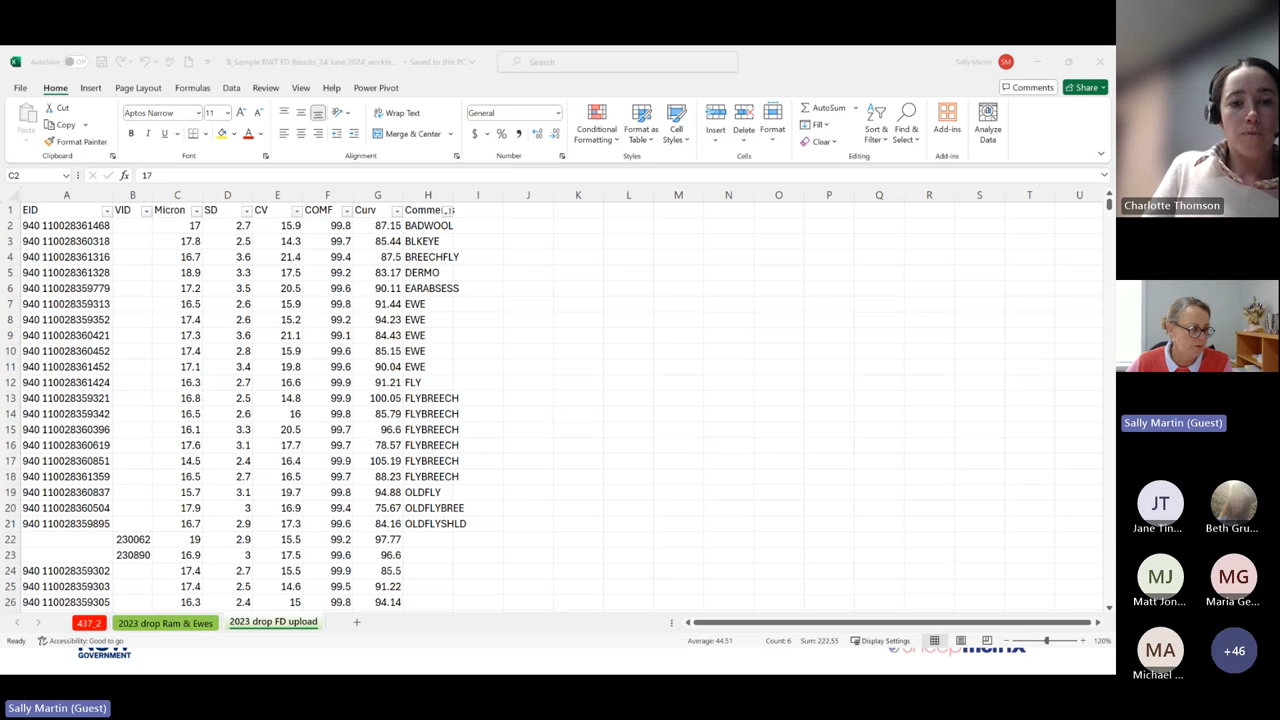 AutoSave Off
8_Sample RWT FD Results_24 June 2024_workin... • Saved to this PC
Search
Sally Martin SM
File Home Insert Page Layout Formulas Data Review View Help Power Pivot
Comments Share
Paste Cut Copy Format Painter
Aptos Narrow 11 A A B I U A
Wrap Text Merge & Center
General $ % 9
Conditional Formatting Format as Table Cell Styles
Insert Delete Format
AutoSum Fill Clear
Sort & Filter Find & Select
Add-ins Analyze Data
Clipboard Font Alignment Number Styles Cells Editing Add-ins
C2 fx 17
A B C D E F G H I J K L M N O P Q R S T U
1 EID VID Micron SD CV COMF Curv Comme
2 940 110028361468 17 2.7 15.9 99.8 87.15 BADWOOL
3 940 110028360318 17.8 2.5 14.3 99.7 85.44 BLKEYE
4 940 110028361316 16.7 3.6 21.4 99.4 87.5 BREECHFLY
5 940 110028361328 18.9 3.3 17.5 99.2 83.17 DERMO
6 940 110028359779 17.2 3.5 20.5 99.6 90.11 EARABSESS
7 940 110028359313 16.5 2.6 15.9 99.8 91.44 EWE
8 940 110028359352 17.4 2.6 15.2 99.2 94.23 EWE
9 940 110028360421 17.3 3.6 21.1 99.1 84.43 EWE
10 940 110028360452 17.4 2.8 15.9 99.6 85.15 EWE
11 940 110028361452 17.1 3.4 19.8 99.6 90.04 EWE
12 940 110028361424 16.3 2.7 16.6 99.9 91.21 FLY
13 940 110028359321 16.8 2.5 14.8 99.9 100.05 FLYBREECH
14 940 110028359342 16.5 2.6 16 99.8 85.79 FLYBREECH
15 940 110028360396 16.1 3.3 20.5 99.7 96.6 FLYBREECH
16 940 110028360619 17.6 3.1 17.7 99.7 78.57 FLYBREECH
17 940 110028360851 14.5 2.4 16.4 99.9 105.19 FLYBREECH
18 940 110028361359 16.5 2.7 16.5 99.7 88.23 FLYBREECH
19 940 110028360837 15.7 3.1 19.7 99.8 94.88 OLDFLY
20 940 110028360504 17.9 3 16.9 99.4 75.67 OLDFLYBREE
21 940 110028359895 16.7 2.9 17.3 99.6 84.16 OLDFLYSHLD
22 230062 19 2.9 15.5 99.2 97.77
23 230890 16.9 3 17.5 99.6 96.6
24 940 110028359302 17.4 2.7 15.5 99.6 85.5
25 940 110028359303 17.4 2.5 14.6 99.5 91.22
26 940 110028359305 16.3 2.4 15 99.8 94.14
437_2 2023 drop Ram & Ewes 2023 drop FD upload
Ready Accessibility: Good to go Average: 44.51 Count: 6 Sum: 222.55 Display Settings 120%
GOVERNMENT
Sally Martin (Guest)
Charlotte Thomson
Sally Martin (Guest)
JT
Jane Tin... Beth Gru...
MJ MG
Matt Jon... Maria Ge...
MA +46
Michael ...